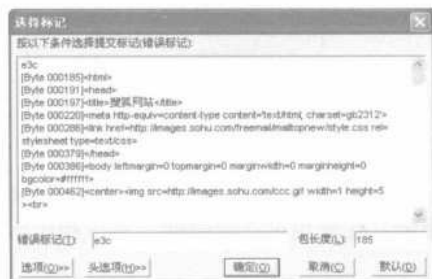 选择标记
按以下条件选择提交标记(错误标记):
e3c
[Byte 000185]<html>
[Byte 000191]<head>
[Byte 000197]<title>搜狐网站</title>
[Byte 000220]<meta http-equiv=content-type content='text/html; charset=gb2312'>
[Byte 000286]<link href=http://images.sohu.com/freemail/mailtopnew/style.css rel=
stylesheet type=text/css>
[Byte 000379]</head>
[Byte 000386]<body leftmargin=0 topmargin=0 marginwidth=0 marginheight=0
bgcolor=#ffffff>
[Byte 000462]<center><img src=http://images.sohu.com/ccc.gif width=1 height=5
><br>
错误标记(T): e3c 包长度(L): 185
选项(O)>> 头选项(H)>> 确定(O) 取消(C) 默认(D)